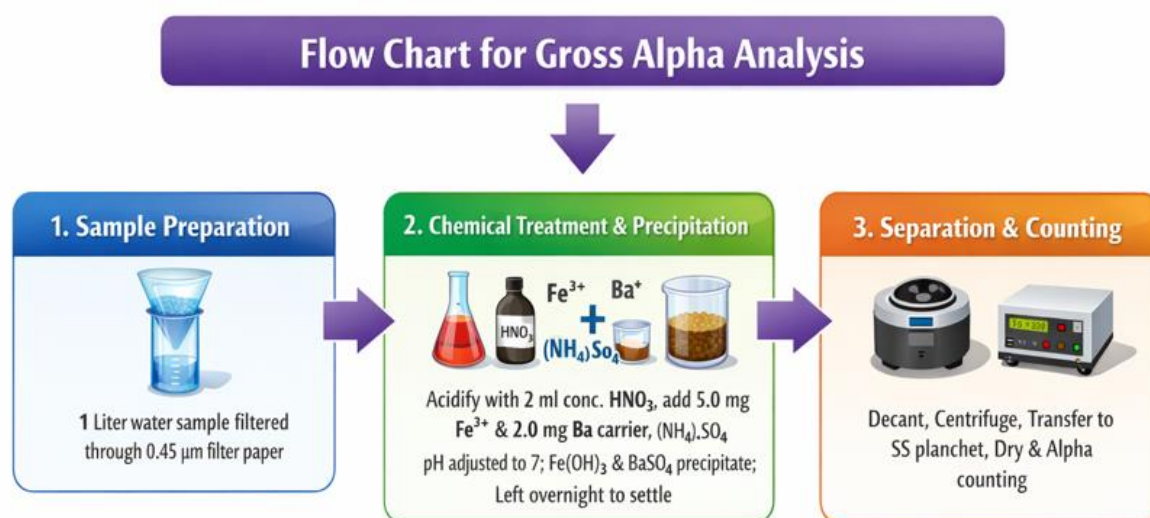 Flow Chart for Gross Alpha Analysis
1. Sample Preparation
1 Liter water sample filtered
through 0.45 µm filter paper
2. Chemical Treatment & Precipitation
HNO₃
Fe³⁺ Ba⁺
+
(NH₄)So₄
Acidify with 2 ml conc. HNO₃, add 5.0 mg
Fe³⁺ & 2.0 mg Ba carrier, (NH₄).SO₄
pH adjusted to 7; Fe(OH)₃ & BaSO₄ precipitate;
Left overnight to settle
3. Separation & Counting
Decant, Centrifuge, Transfer to
SS planchet, Dry & Alpha
counting